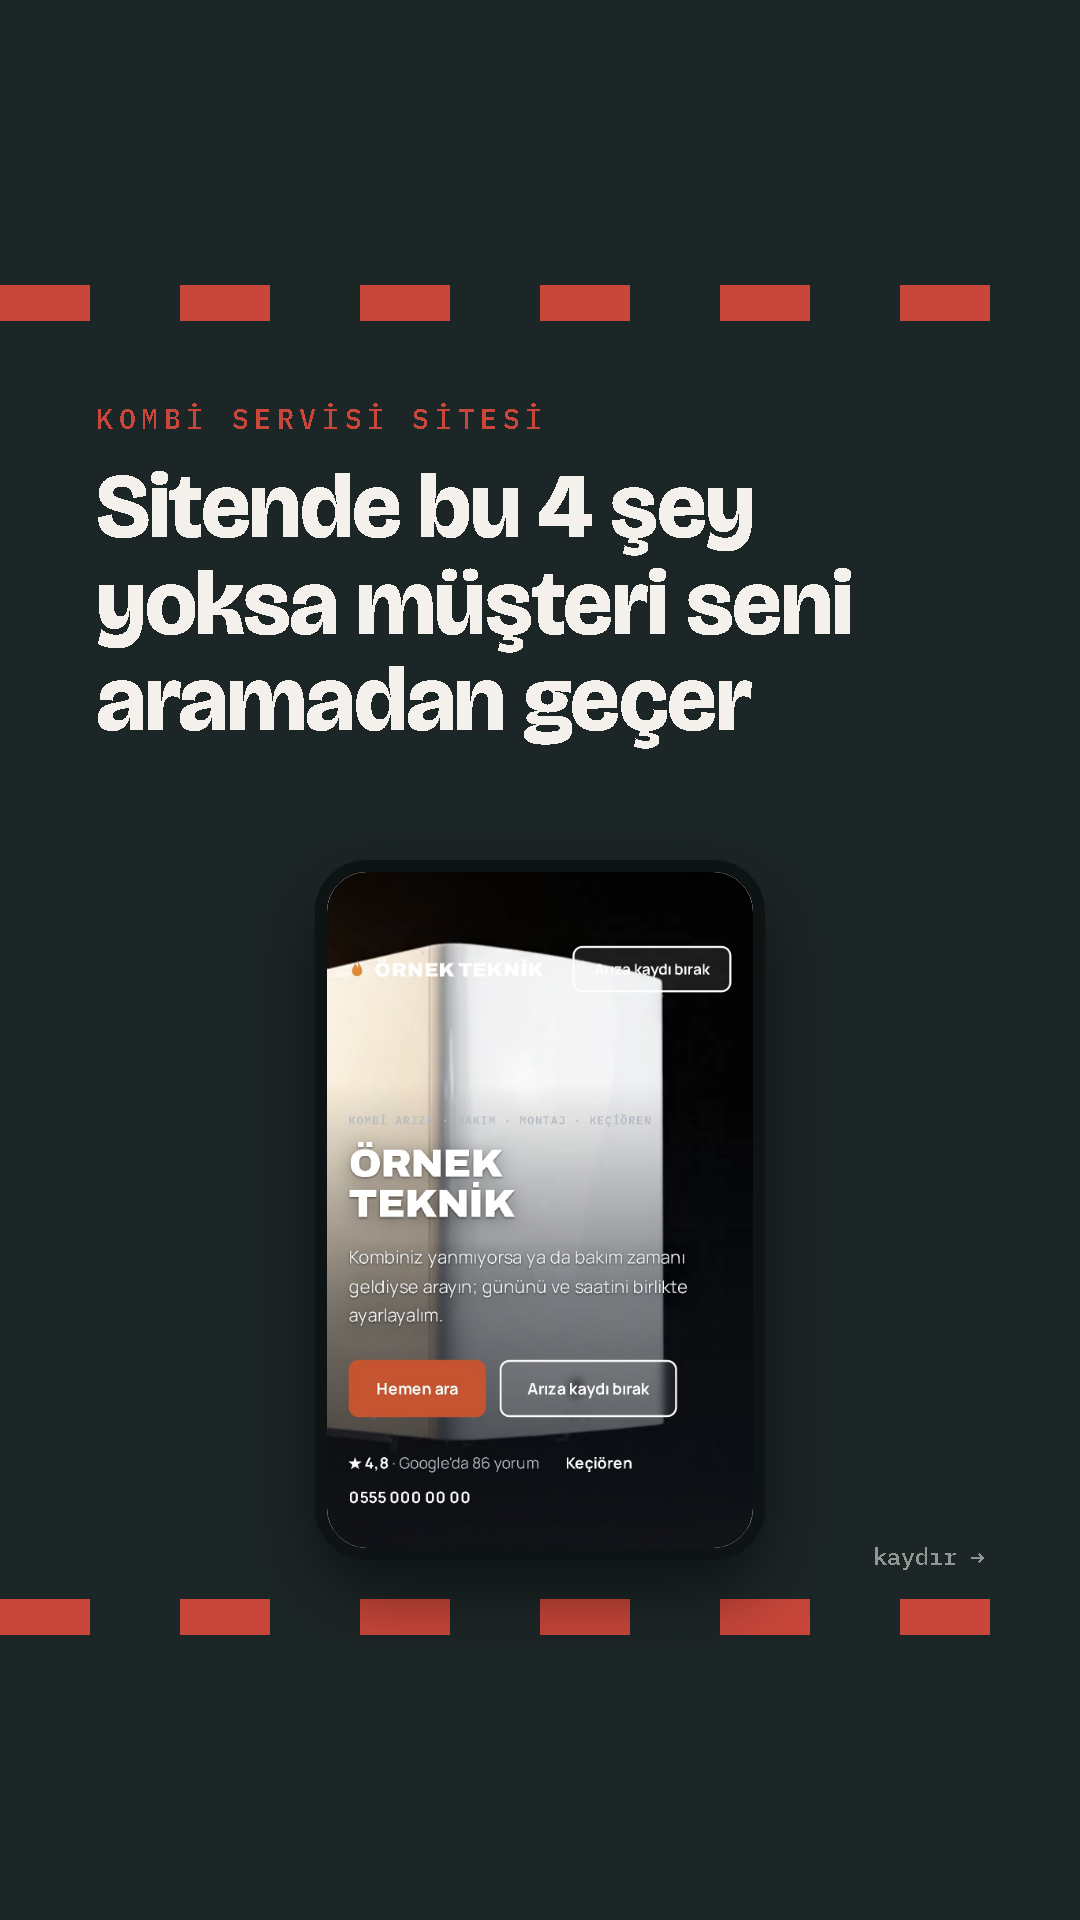 KOMBİ SERVİSİ SİTESİ
Sitende bu 4 şey
yoksa müşteri seni
aramadan geçer
ÖRNEK TEKNİK
Arıza kaydı bırak
KOMBİ ARIZA · BAKIM · MONTAJ · KEÇİÖREN
ÖRNEK
TEKNİK
Kombiniz yanmıyorsa ya da bakım zamanı
geldiyse arayın; gününü ve saatini birlikte
ayarlayalım.
Hemen ara
Arıza kaydı bırak
★ 4,8 · Google'da 86 yorum
Keçiören
0555 000 00 00
kaydır →